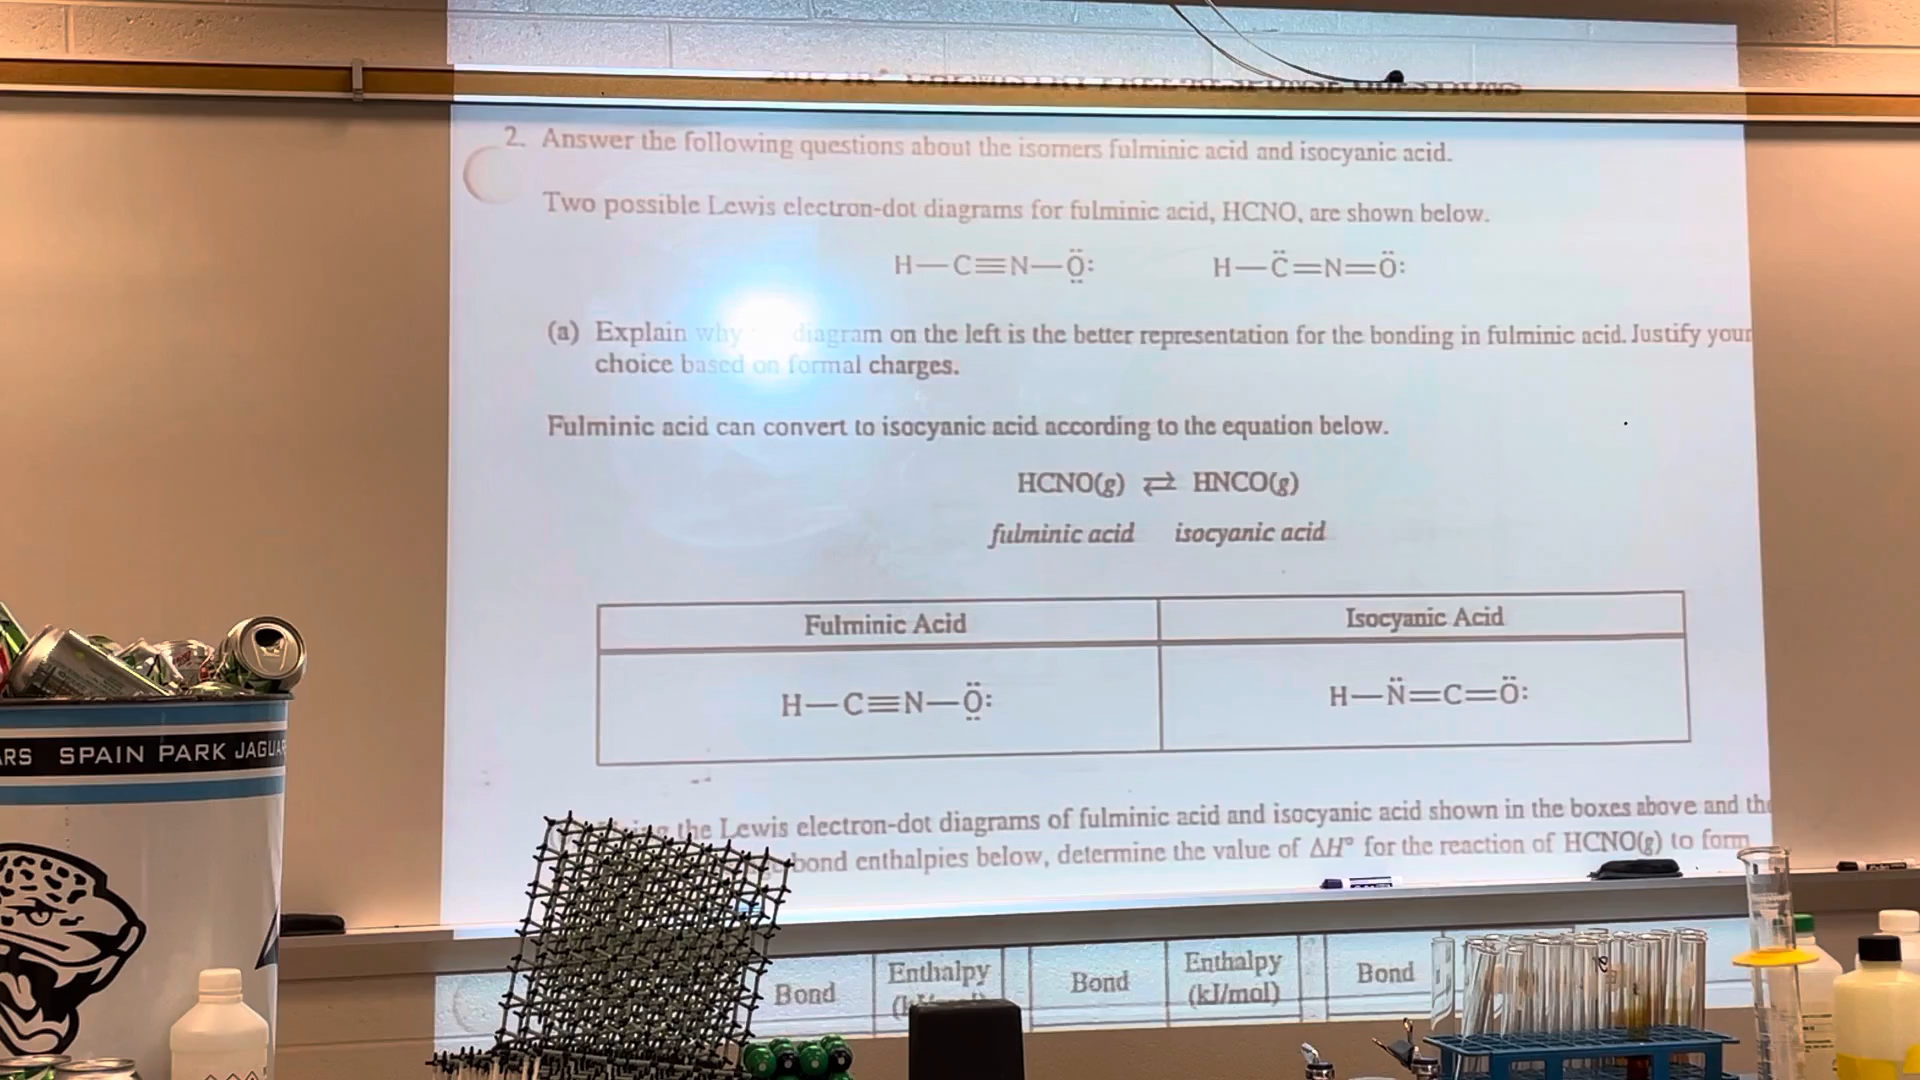 2. Answer the following questions about the isomers fulminic acid and isocyanic acid.
Two possible Lewis electron-dot diagrams for fulminic acid, HCNO, are shown below.
H—C≡N—Ö: H—C̈=N=Ö:
(a) Explain why diagram on the left is the better representation for the bonding in fulminic acid. Justify your
choice based on formal charges.
Fulminic acid can convert to isocyanic acid according to the equation below.
HCNO(g) ⇄ HNCO(g)
fulminic acid isocyanic acid
Fulminic Acid Isocyanic Acid
H—C≡N—Ö: H—N̈=C=Ö:
the Lewis electron-dot diagrams of fulminic acid and isocyanic acid shown in the boxes above and the
bond enthalpies below, determine the value of ΔH° for the reaction of HCNO(g) to form
Bond Enthalpy Bond Enthalpy (kJ/mol) Bond
SPAIN PARK JAGUAR